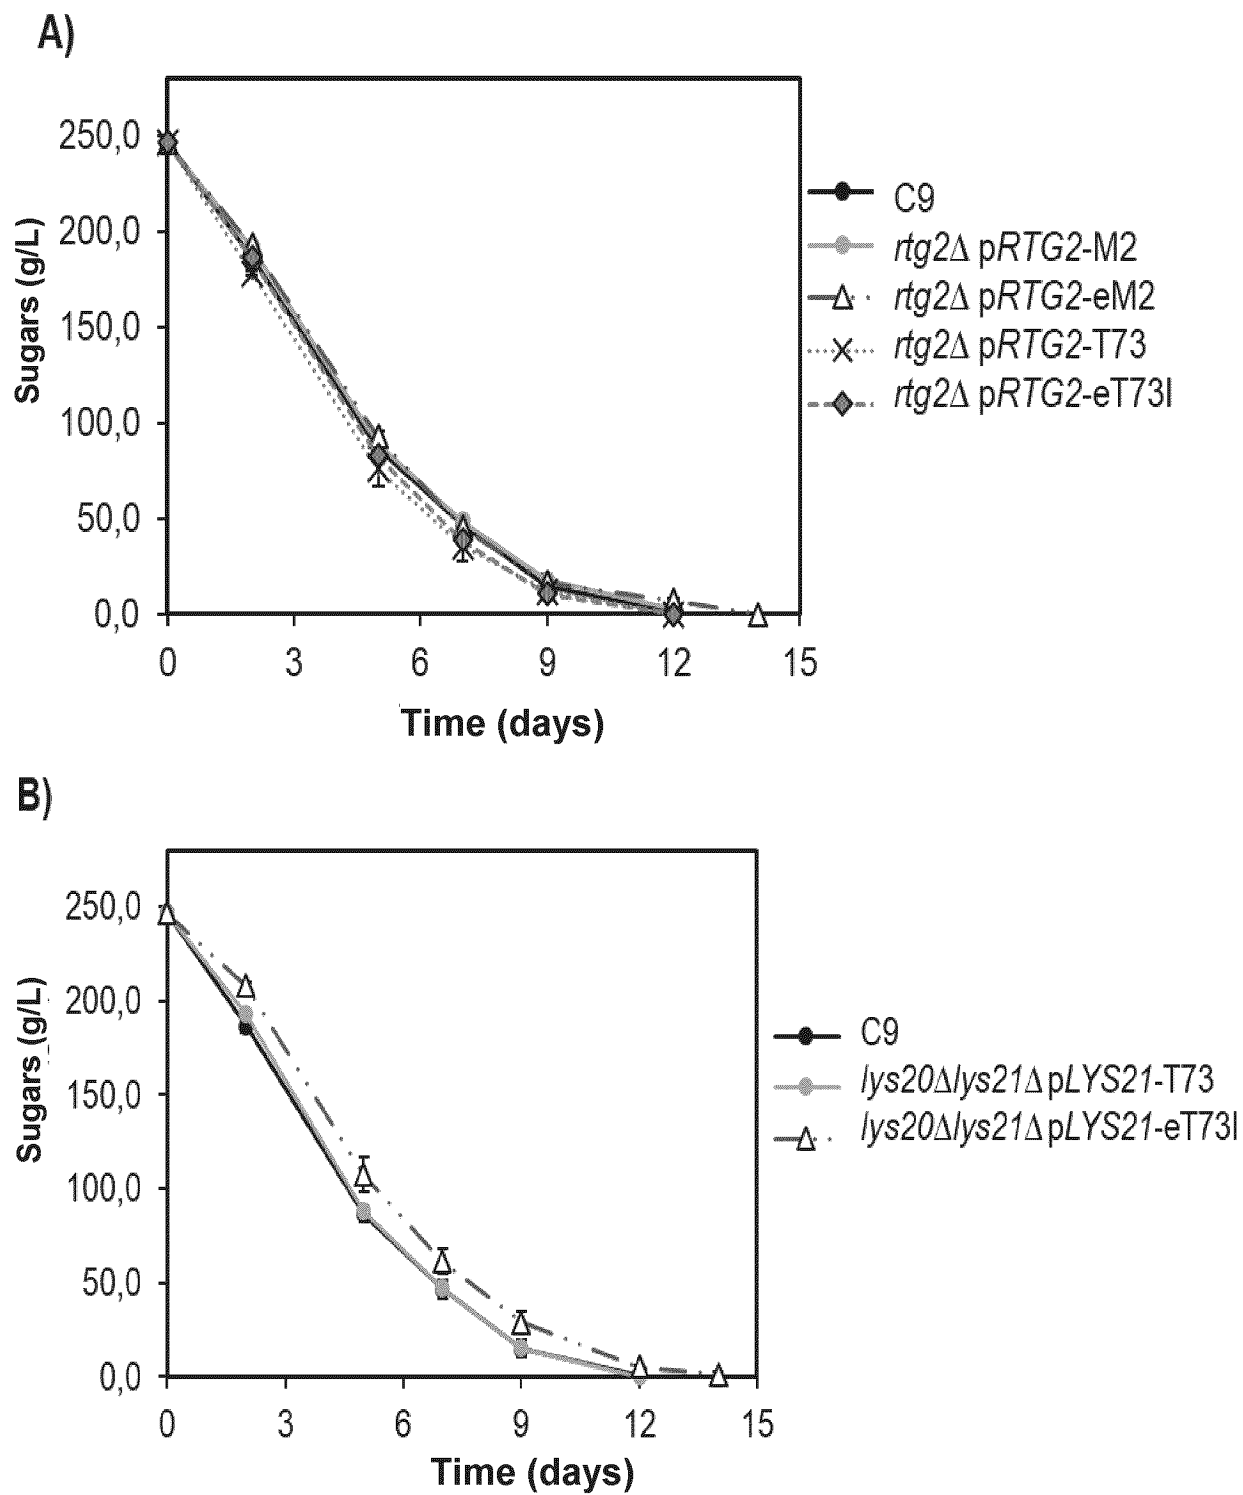 A)
Sugars (g/L)
250,0
200,0
150,0
100,0
50,0
0,0
0 3 6 9 12 15
Time (days)
C9
rtg2Δ pRTG2-M2
rtg2Δ pRTG2-eM2
rtg2Δ pRTG2-T73
rtg2Δ pRTG2-eT73I
B)
Sugars (g/L)
250,0
200,0
150,0
100,0
50,0
0,0
0 3 6 9 12 15
Time (days)
C9
lys20Δlys21Δ pLYS21-T73
lys20Δlys21Δ pLYS21-eT73I